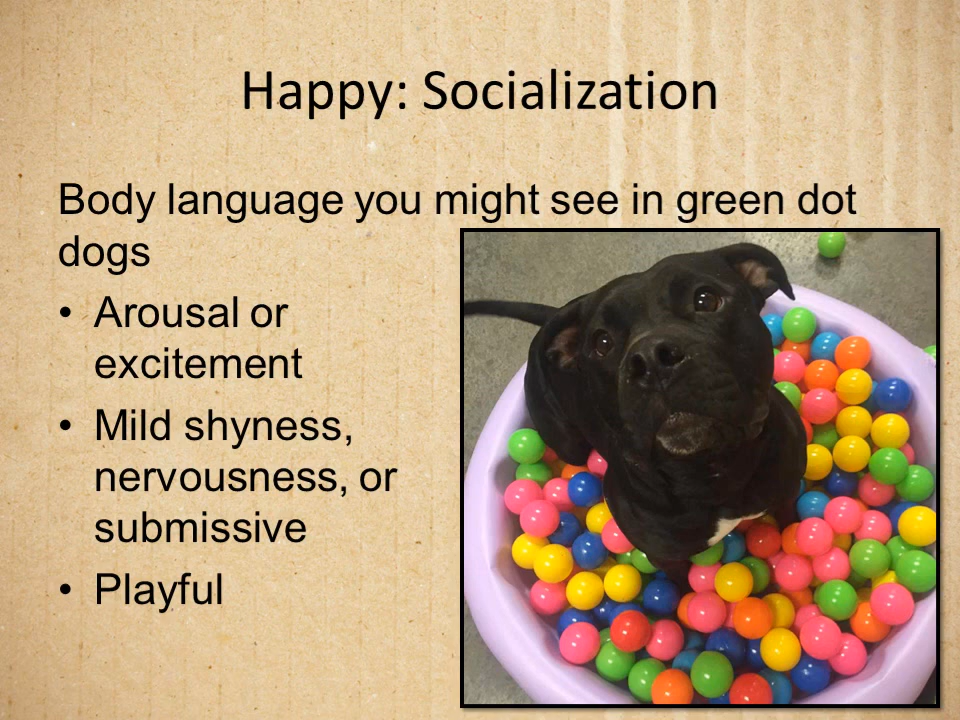 Happy: Socialization
Body language you might see in green dot
dogs
• Arousal or
excitement
• Mild shyness,
nervousness, or
submissive
• Playful